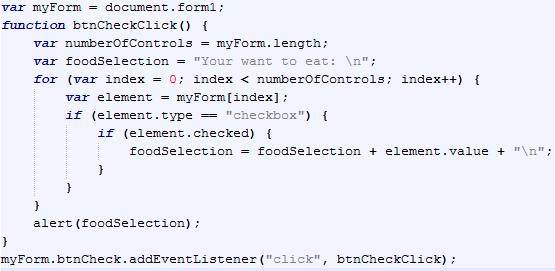 var myForm = document.form1;
function btnCheckClick() {
    var numberOfControls = myForm.length;
    var foodSelection = "Your want to eat: \n";
    for (var index = 0; index < numberOfControls; index++) {
        var element = myForm[index];
        if (element.type == "checkbox") {
            if (element.checked) {
                foodSelection = foodSelection + element.value + "\n";
            }
        }
    }
    alert(foodSelection);
}
myForm.btnCheck.addEventListener("click", btnCheckClick);